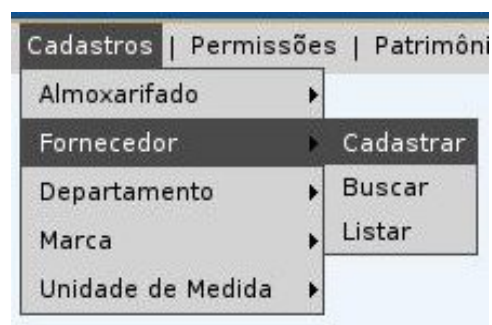 Cadastros | Permissões | Patrimôni
Almoxarifado
Fornecedor
Cadastrar
Departamento
Buscar
Marca
Listar
Unidade de Medida